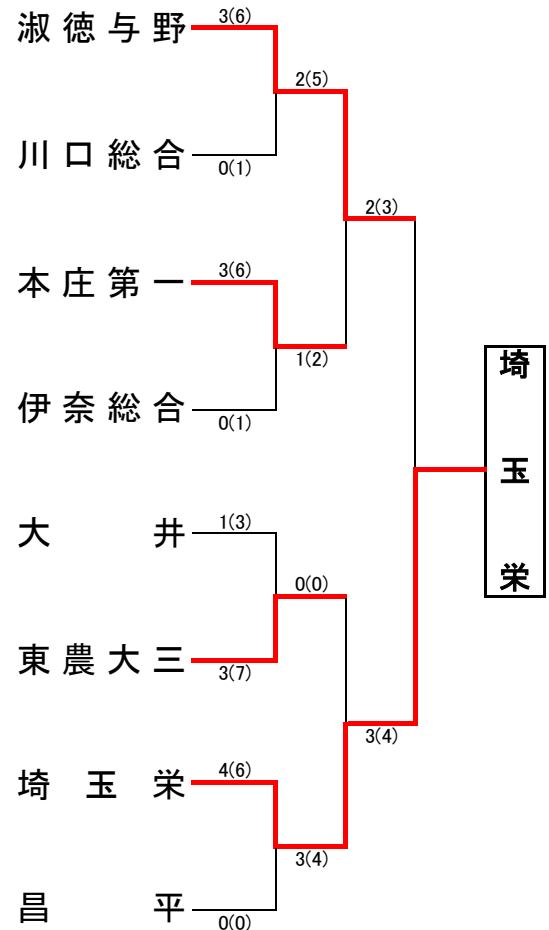 淑徳与野
3(6)
2(5)
川口総合
0(1)
2(3)
本庄第一
3(6)
1(2)
伊奈総合
0(1)
埼玉栄
大井
1(3)
0(0)
東農大三
3(7)
3(4)
埼玉栄
4(6)
3(4)
昌平
0(0)